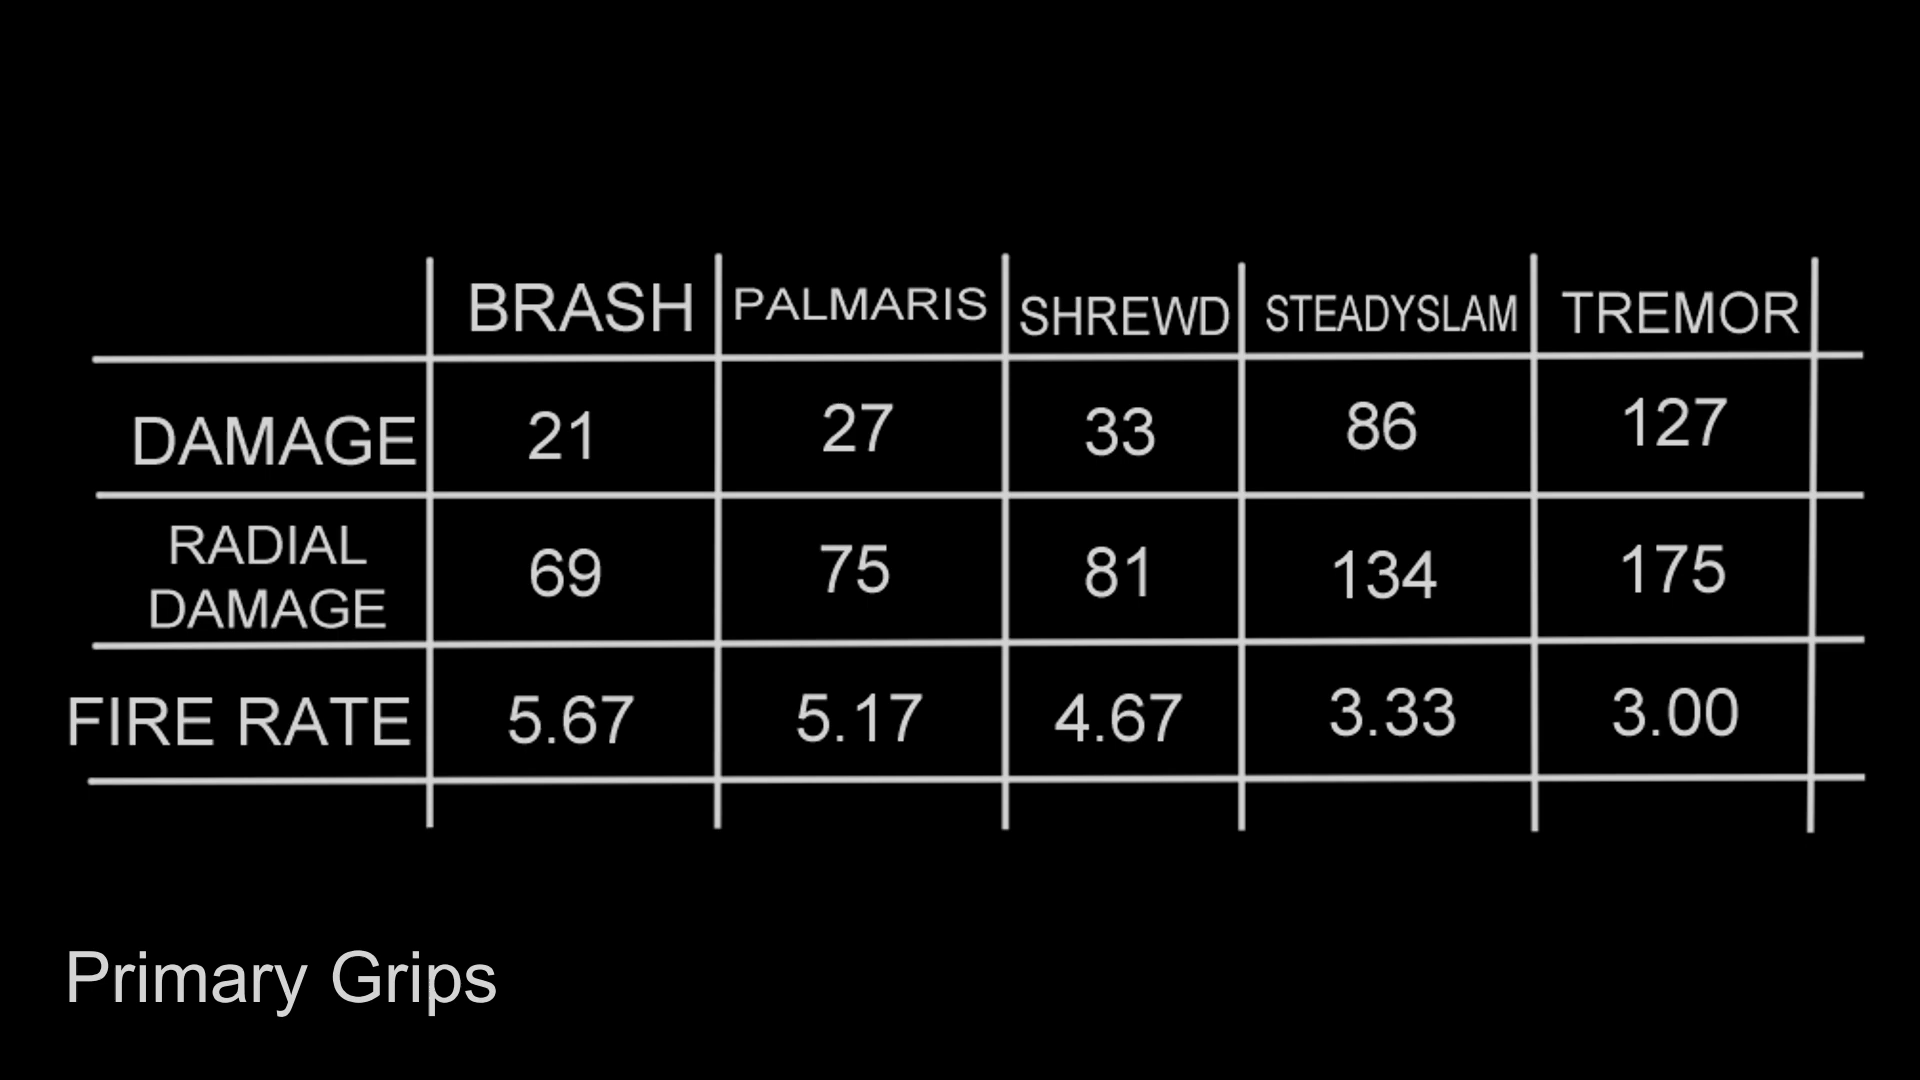 BRASH PALMARIS SHREWD STEADYSLAM TREMOR
DAMAGE 21 27 33 86 127
RADIAL
DAMAGE 69 75 81 134 175
FIRE RATE 5.67 5.17 4.67 3.33 3.00
Primary Grips